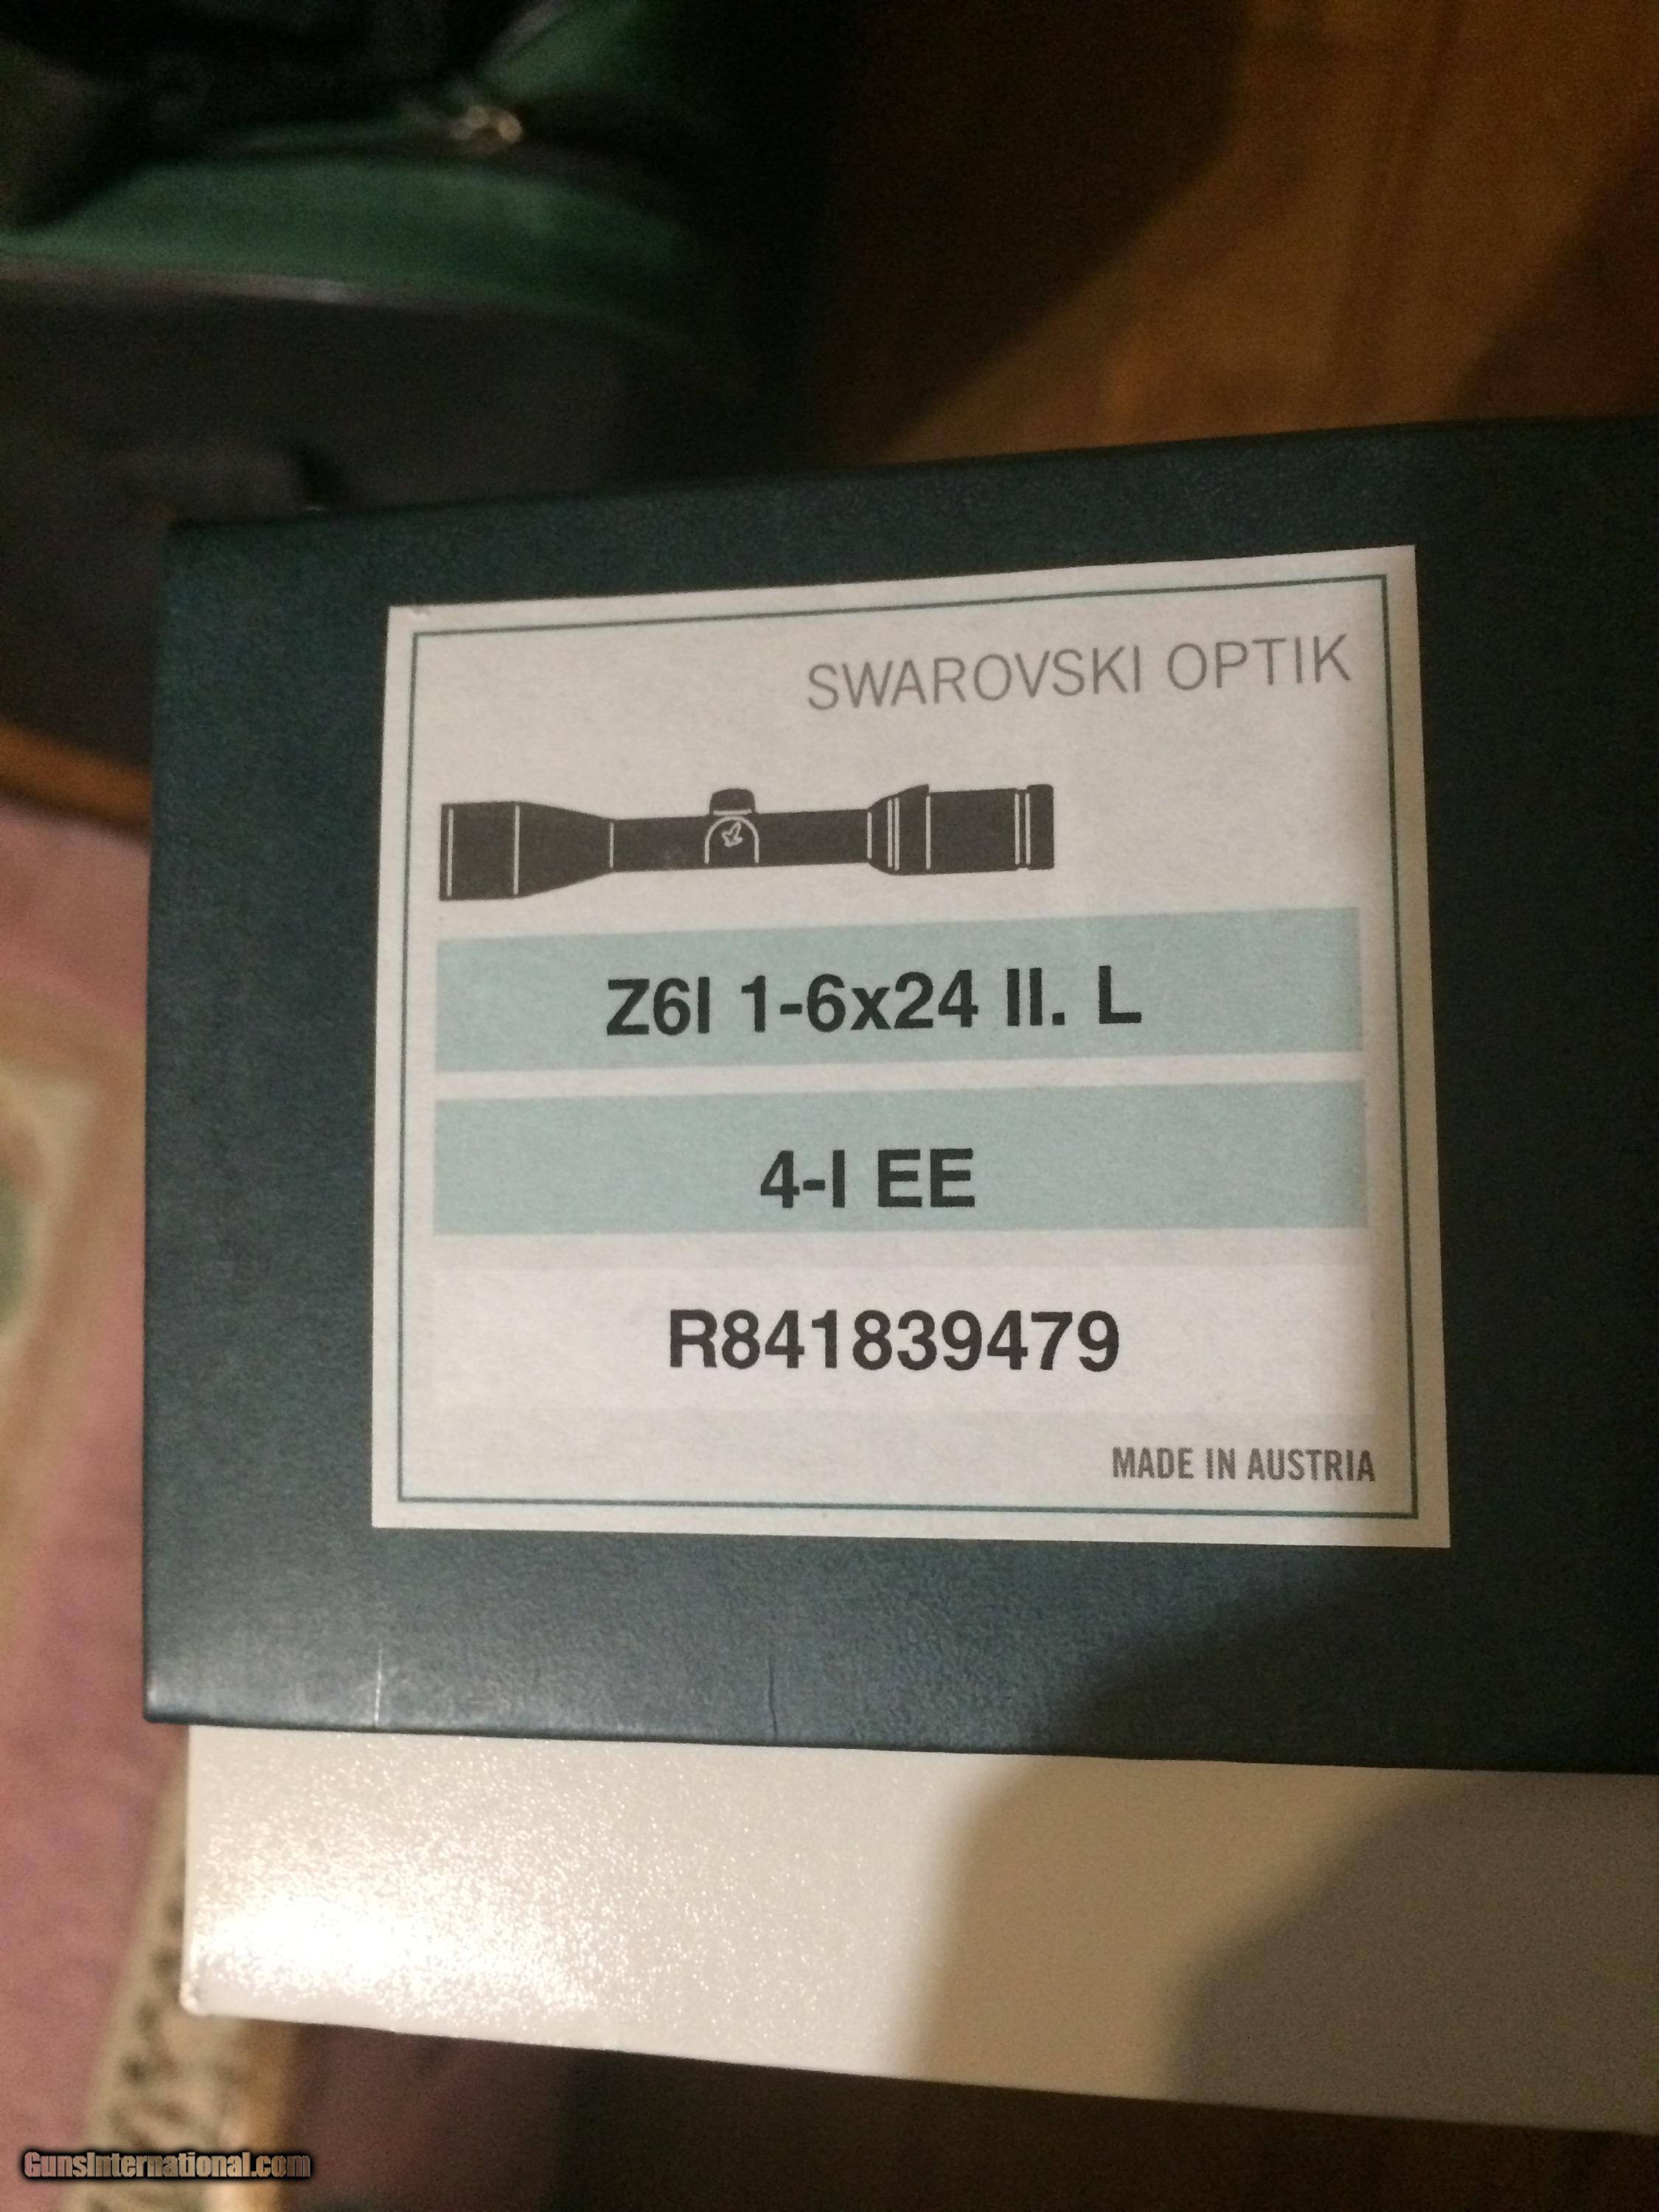 SWAROVSKI OPTIK
Z6I 1-6x24 II. L
4-I EE
R841839479
MADE IN AUSTRIA
GunsInternational.com